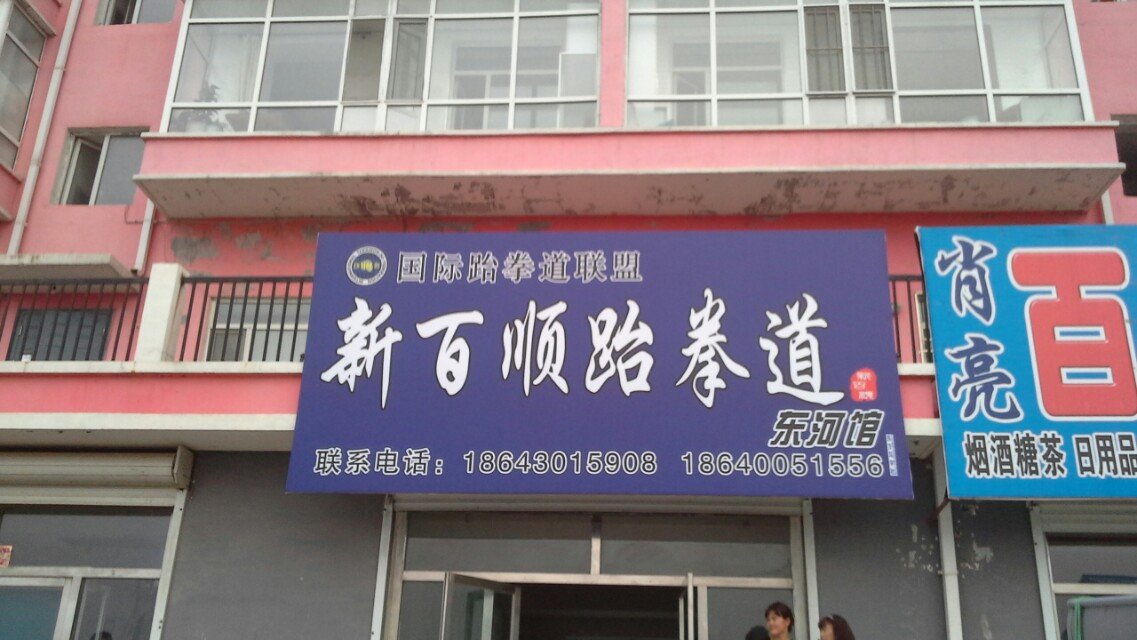 国际跆拳道联盟
新百顺跆拳道
东河馆
联系电话：18643015908 18640051556
肖亮
百
烟酒糖茶 日用品